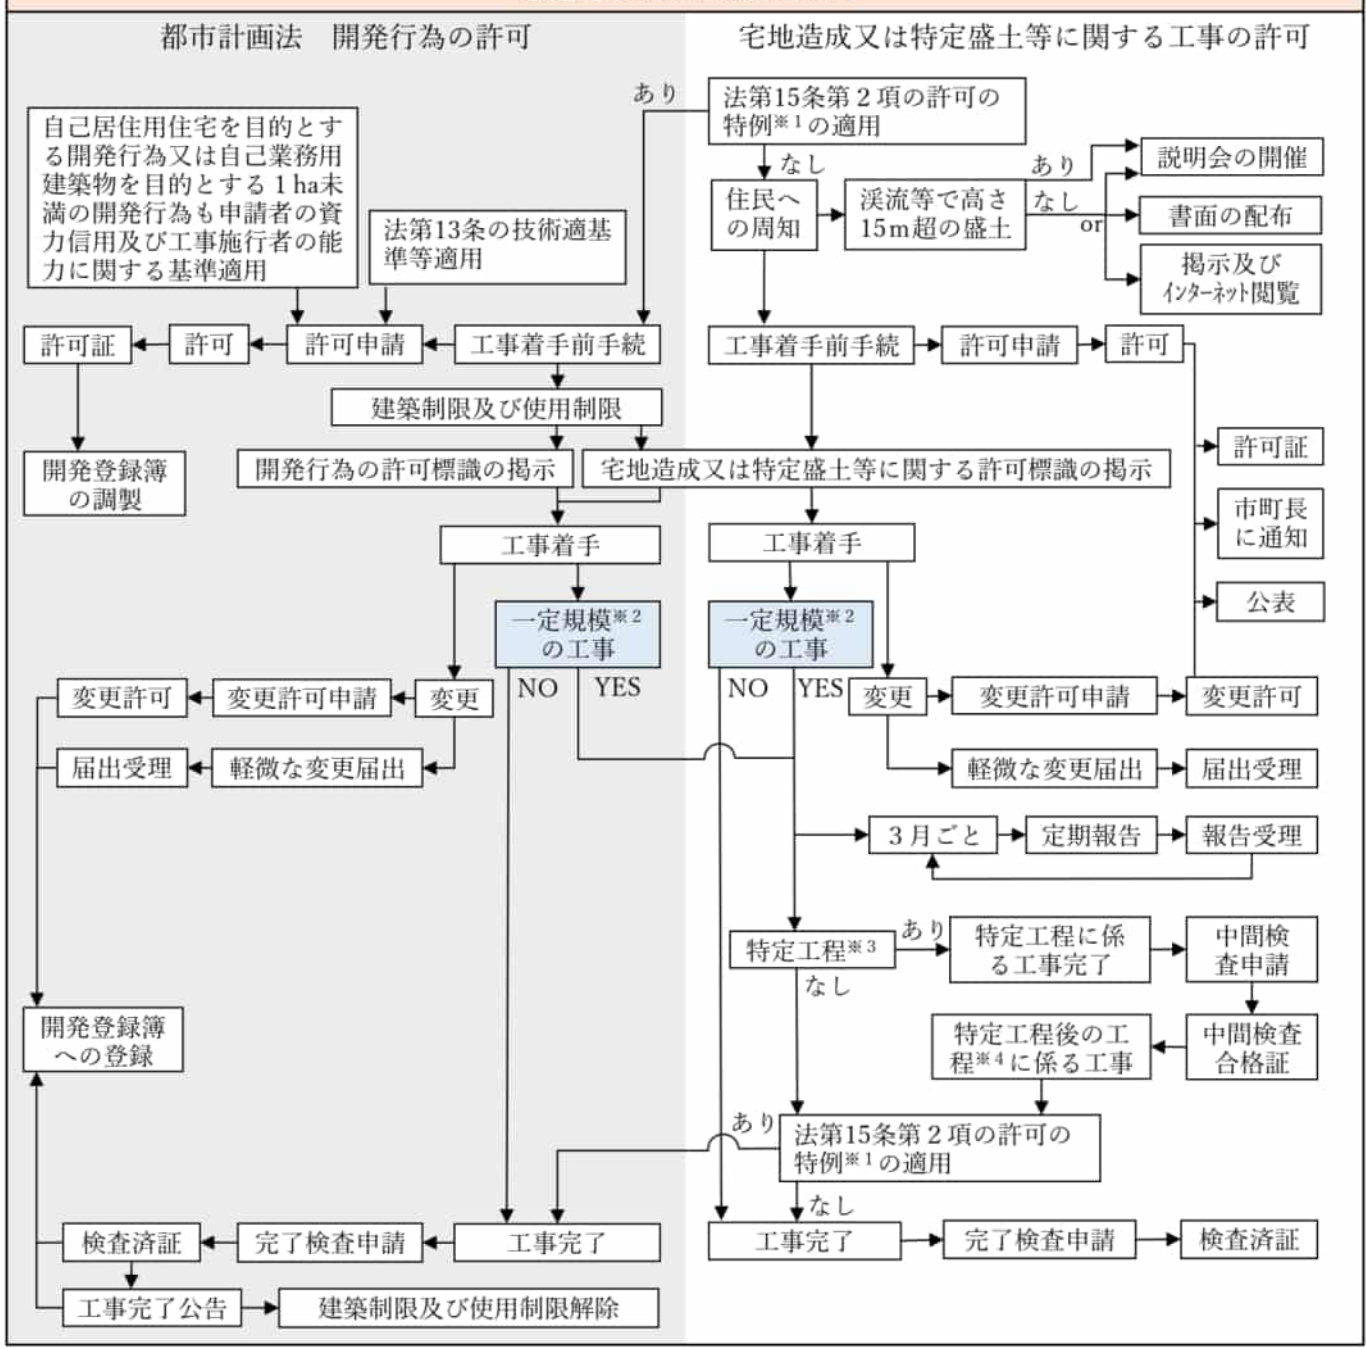 都市計画法　開発行為の許可
宅地造成又は特定盛土等に関する工事の許可
あり
法第15条第２項の許可の
特例※1の適用
自己居住用住宅を目的とす
る開発行為又は自己業務用
建築物を目的とする１ha未
満の開発行為も申請者の資
力信用及び工事施行者の能
力に関する基準適用
法第13条の技術適基
準等適用
なし
住民へ
の周知
渓流等で高さ
15m超の盛土
あり
なし
or
説明会の開催
書面の配布
掲示及び
ｲﾝﾀｰﾈｯﾄ閲覧
許可証
許可
許可申請
工事着手前手続
工事着手前手続
許可申請
許可
建築制限及び使用制限
開発登録簿
の調製
開発行為の許可標識の掲示
宅地造成又は特定盛土等に関する許可標識の掲示
許可証
市町長
に通知
公表
工事着手
工事着手
一定規模※2
の工事
一定規模※2
の工事
NO
YES
NO
YES
変更許可
変更許可申請
変更
変更
変更許可申請
変更許可
届出受理
軽微な変更届出
軽微な変更届出
届出受理
３月ごと
定期報告
報告受理
特定工程※3
あり
なし
特定工程に係
る工事完了
中間検
査申請
開発登録簿
への登録
特定工程後の工
程※4に係る工事
中間検査
合格証
あり
法第15条第２項の許可の
特例※1の適用
なし
検査済証
完了検査申請
工事完了
工事完了
完了検査申請
検査済証
工事完了公告
建築制限及び使用制限解除